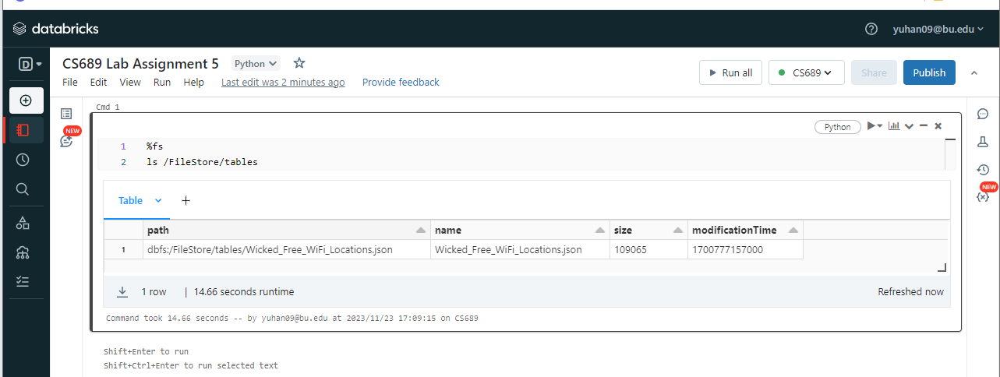 databricks
yuhan09@bu.edu
D
CS689 Lab Assignment 5 Python
File Edit View Run Help Last edit was 2 minutes ago Provide feedback
Run all CS689 Share Publish
NEW
NEW
Cmd 1
Python
1 %fs
2 ls /FileStore/tables
Table +
path name size modificationTime
1 dbfs:/FileStore/tables/Wicked_Free_WiFi_Locations.json Wicked_Free_WiFi_Locations.json 109065 1700777157000
1 row | 14.66 seconds runtime Refreshed now
Command took 14.66 seconds -- by yuhan09@bu.edu at 2023/11/23 17:09:15 on CS689
Shift+Enter to run
Shift+Ctrl+Enter to run selected text